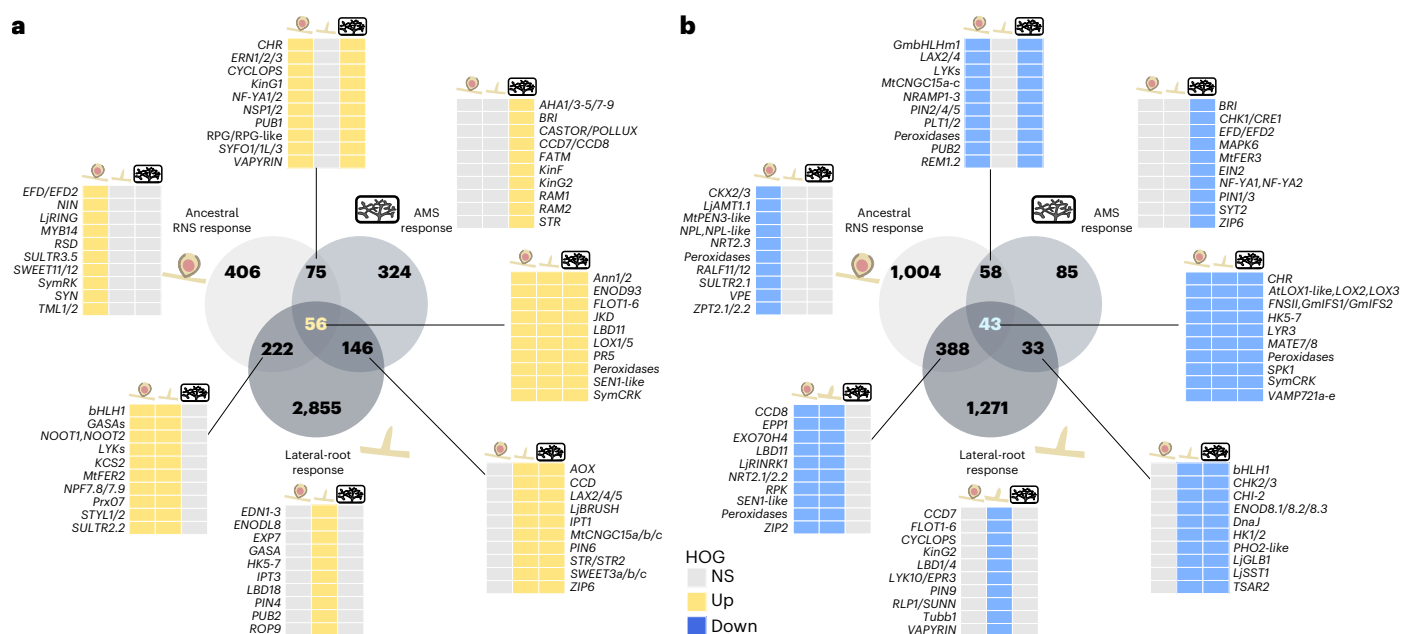 a
CHR
ERN1/2/3
CYCLOPS
KinG1
NF-YA1/2
NSP1/2
PUB1
RPG/RPG-like
SYFO1/1L/3
VAPYRIN
AHA1/3-5/7-9
BRI
CASTOR/POLLUX
CCD7/CCD8
FATM
KinF
KinG2
RAM1
RAM2
STR
EFD/EFD2
NIN
LjRING
MYB14
RSD
SULTR3.5
SWEET11/12
SymRK
SYN
TML1/2
Ancestral
RNS response
AMS
response
406
75
324
56
222
146
2,855
Ann1/2
ENOD93
FLOT1-6
JKD
LBD11
LOX1/5
PR5
Peroxidases
SEN1-like
SymCRK
bHLH1
GASAs
NOOT1,NOOT2
LYKs
KCS2
MtFER2
NPF7.8/7.9
Prx07
STYL1/2
SULTR2.2
Lateral-root
response
EDN1-3
ENODL8
EXP7
GASA
HK5-7
IPT3
LBD18
PIN4
PUB2
ROP9
AOX
CCD
LAX2/4/5
LjBRUSH
IPT1
MtCNGC15a/b/c
PIN6
STR/STR2
SWEET3a/b/c
ZIP6
b
GmbHLHm1
LAX2/4
LYKs
MtCNGC15a-c
NRAMP1-3
PIN2/4/5
PLT1/2
Peroxidases
PUB2
REM1.2
BRI
CHK1/CRE1
EFD/EFD2
MAPK6
MtFER3
EIN2
NF-YA1,NF-YA2
PIN1/3
SYT2
ZIP6
CKX2/3
LjAMT1.1
MtPEN3-like
NPL,NPL-like
NRT2.3
Peroxidases
RALF11/12
SULTR2.1
VPE
ZPT2.1/2.2
Ancestral
RNS response
AMS
response
1,004
58
85
43
388
33
1,271
CHR
AtLOX1-like,LOX2,LOX3
FNSII,GmIFS1/GmIFS2
HK5-7
LYR3
MATE7/8
Peroxidases
SPK1
SymCRK
VAMP721a-e
CCD8
EPP1
EXO70H4
LBD11
LjRINRK1
NRT2.1/2.2
RPK
SEN1-like
Peroxidases
ZIP2
Lateral-root
response
CCD7
FLOT1-6
CYCLOPS
KinG2
LBD1/4
LYK10/EPR3
PIN9
RLP1/SUNN
Tubb1
VAPYRIN
bHLH1
CHK2/3
CHI-2
ENOD8.1/8.2/8.3
DnaJ
HK1/2
PHO2-like
LjGLB1
LjSST1
TSAR2
HOG
NS
Up
Down